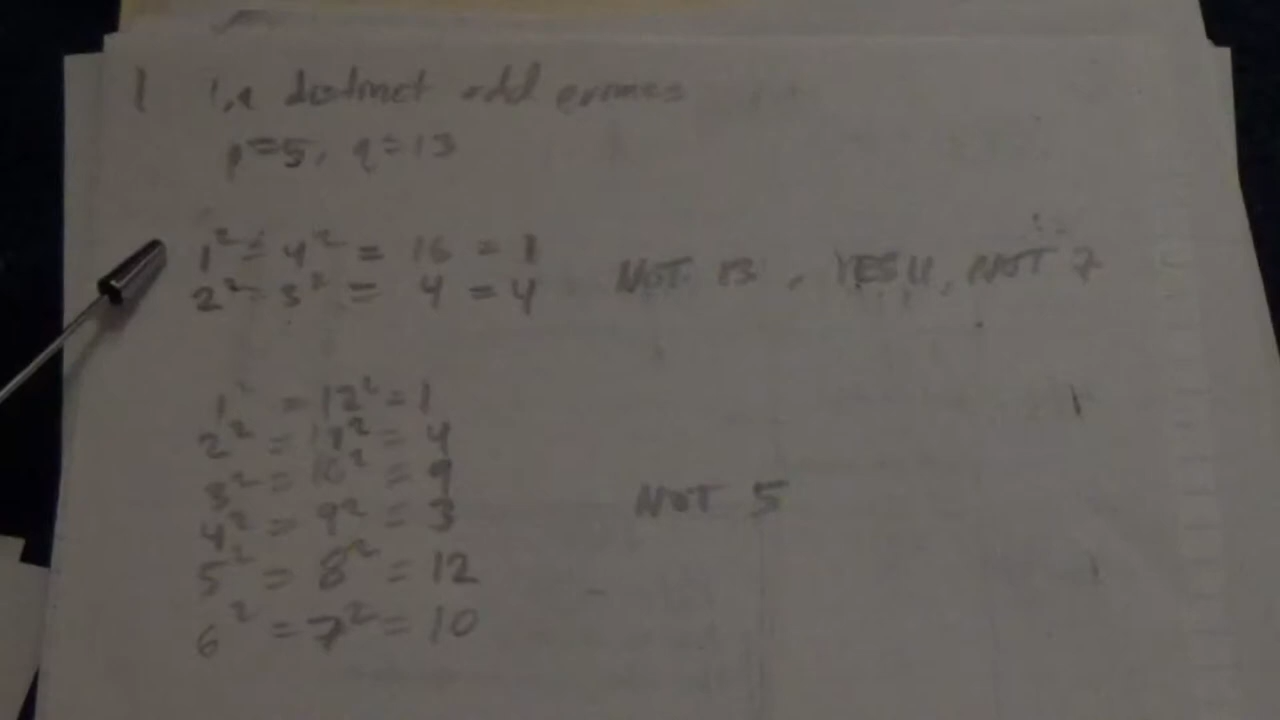 1 distinct odd primes
p=5, q=13
1² = 4² = 16 = 1
2² = 3² = 4 = 4 NOT 13, YES 11, NOT 7
1² = 12² = 1
2² = 11² = 4
3² = 10² = 9
4² = 9² = 3 NOT 5
5² = 8² = 12
6² = 7² = 10